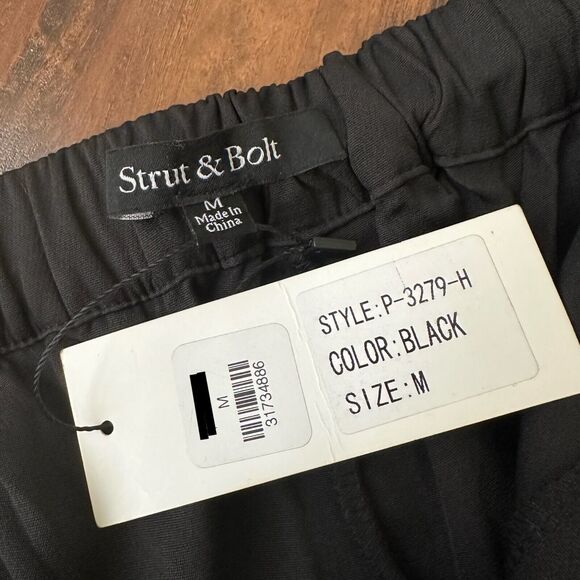 Strut & Bolt
M
Made In
China
M
31734886
STYLE:P-3279-H
COLOR:BLACK
SIZE:M